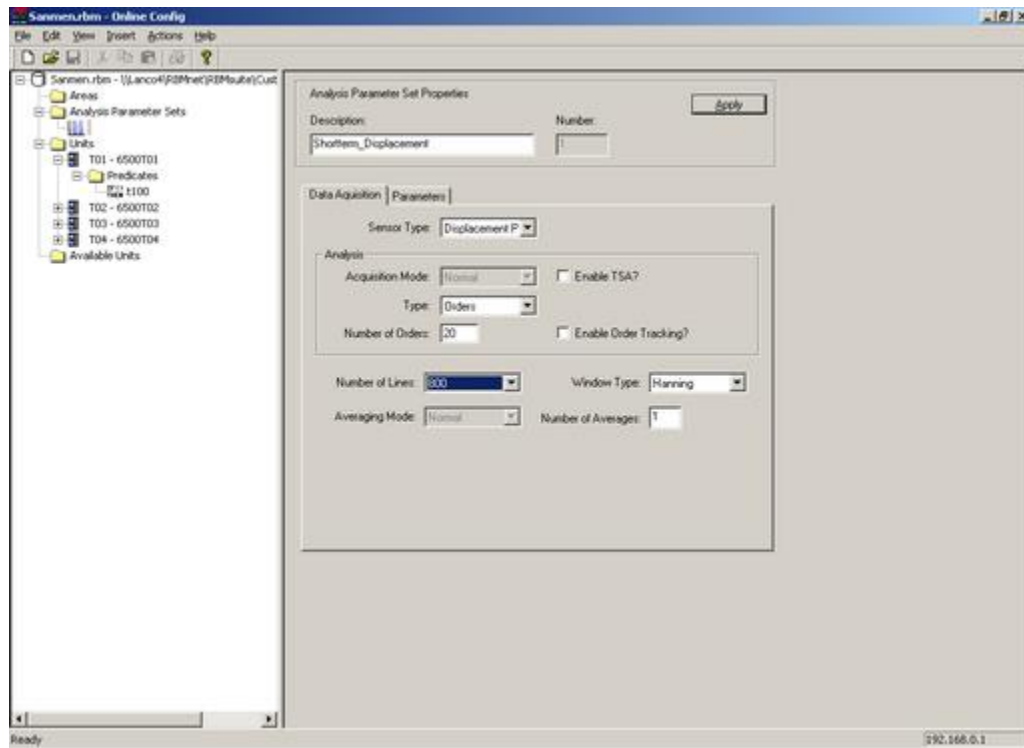 Sanmen.rbm - Online Config
File Edit View Insert Actions Help
Sanmen.rbm - \\Lanco4\RBMnet\RBMsuite\Cust
Areas
Analysis Parameter Sets
Units
T01 - 6500T01
Predicates
t100
T02 - 6500T02
T03 - 6500T03
T04 - 6500T04
Available Units
Analysis Parameter Set Properties
Apply
Description: Number:
Shortterm_Displacement 1
Data Aquisition Parameters
Sensor Type: Displacement P
Analysis
Acquisition Mode: Normal Enable TSA?
Type: Orders
Number of Orders: 20 Enable Order Tracking?
Number of Lines: 800 Window Type: Hanning
Averaging Mode: Normal Number of Averages: 1
Ready 192.168.0.1